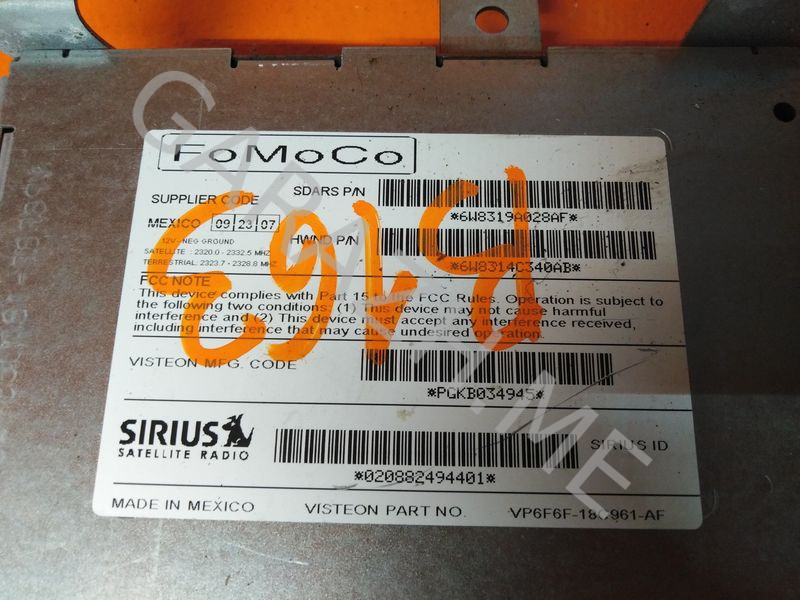 FoMoCo
SDARS P/N
*6W8319A028AF*
SUPPLIER CODE
MEXICO 09 23 07
HWND P/N
*6W8314C340AB*
12V - NEG GROUND
SATELLITE : 2320.0 - 2332.5 MHZ
TERRESTRIAL: 2323.7 - 2328.8 MHZ
FCC NOTE
This device complies with Part 15 to the FCC Rules. Operation is subject to
the following two conditions: (1) This device may not cause harmful
interference and (2) This device must accept any interference received,
including interference that may cause undesired operation.
VISTEON MFG. CODE
*PGKB034945*
SIRIUS
SATELLITE RADIO
*020882494401*
SIRIUS ID
MADE IN MEXICO
VISTEON PART NO.
VP6F6F-18C961-AF
GARAYTIME